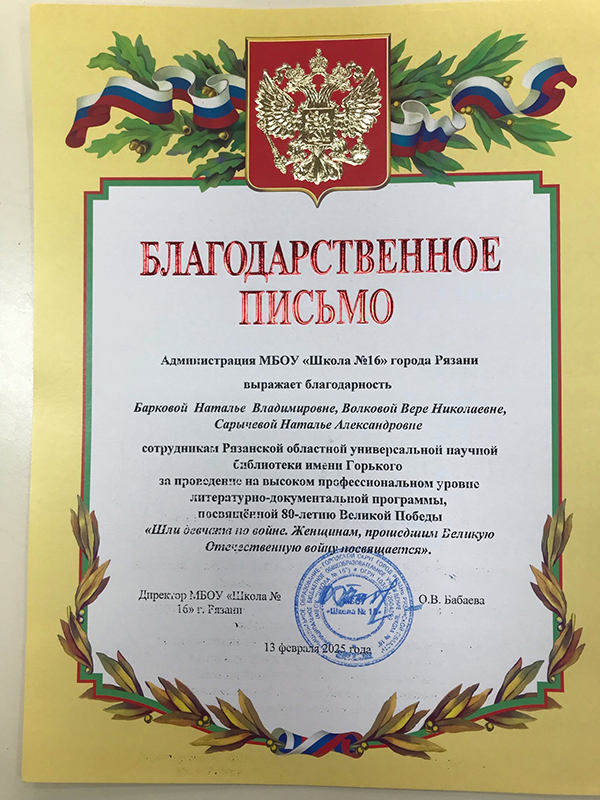 БЛАГОДАРСТВЕННОЕ
ПИСЬМО
Администрация МБОУ «Школа №16» города Рязани
выражает благодарность
Барковой Наталье Владимировне, Волковой Вере Николаевне,
Сарычевой Наталье Александровне
сотрудникам Рязанской областной универсальной научной
библиотеки имени Горького
за проведение на высоком профессиональном уровне
литературно-документальной программы,
посвящённой 80-летию Великой Победы
«Шли девчата по войне. Женщинам, прошедшим Великую
Отечественную войну посвящается».
Директор МБОУ «Школа №
16» г. Рязани
О.В. Бабаева
«Школа № 16»
13 февраля 2025 года